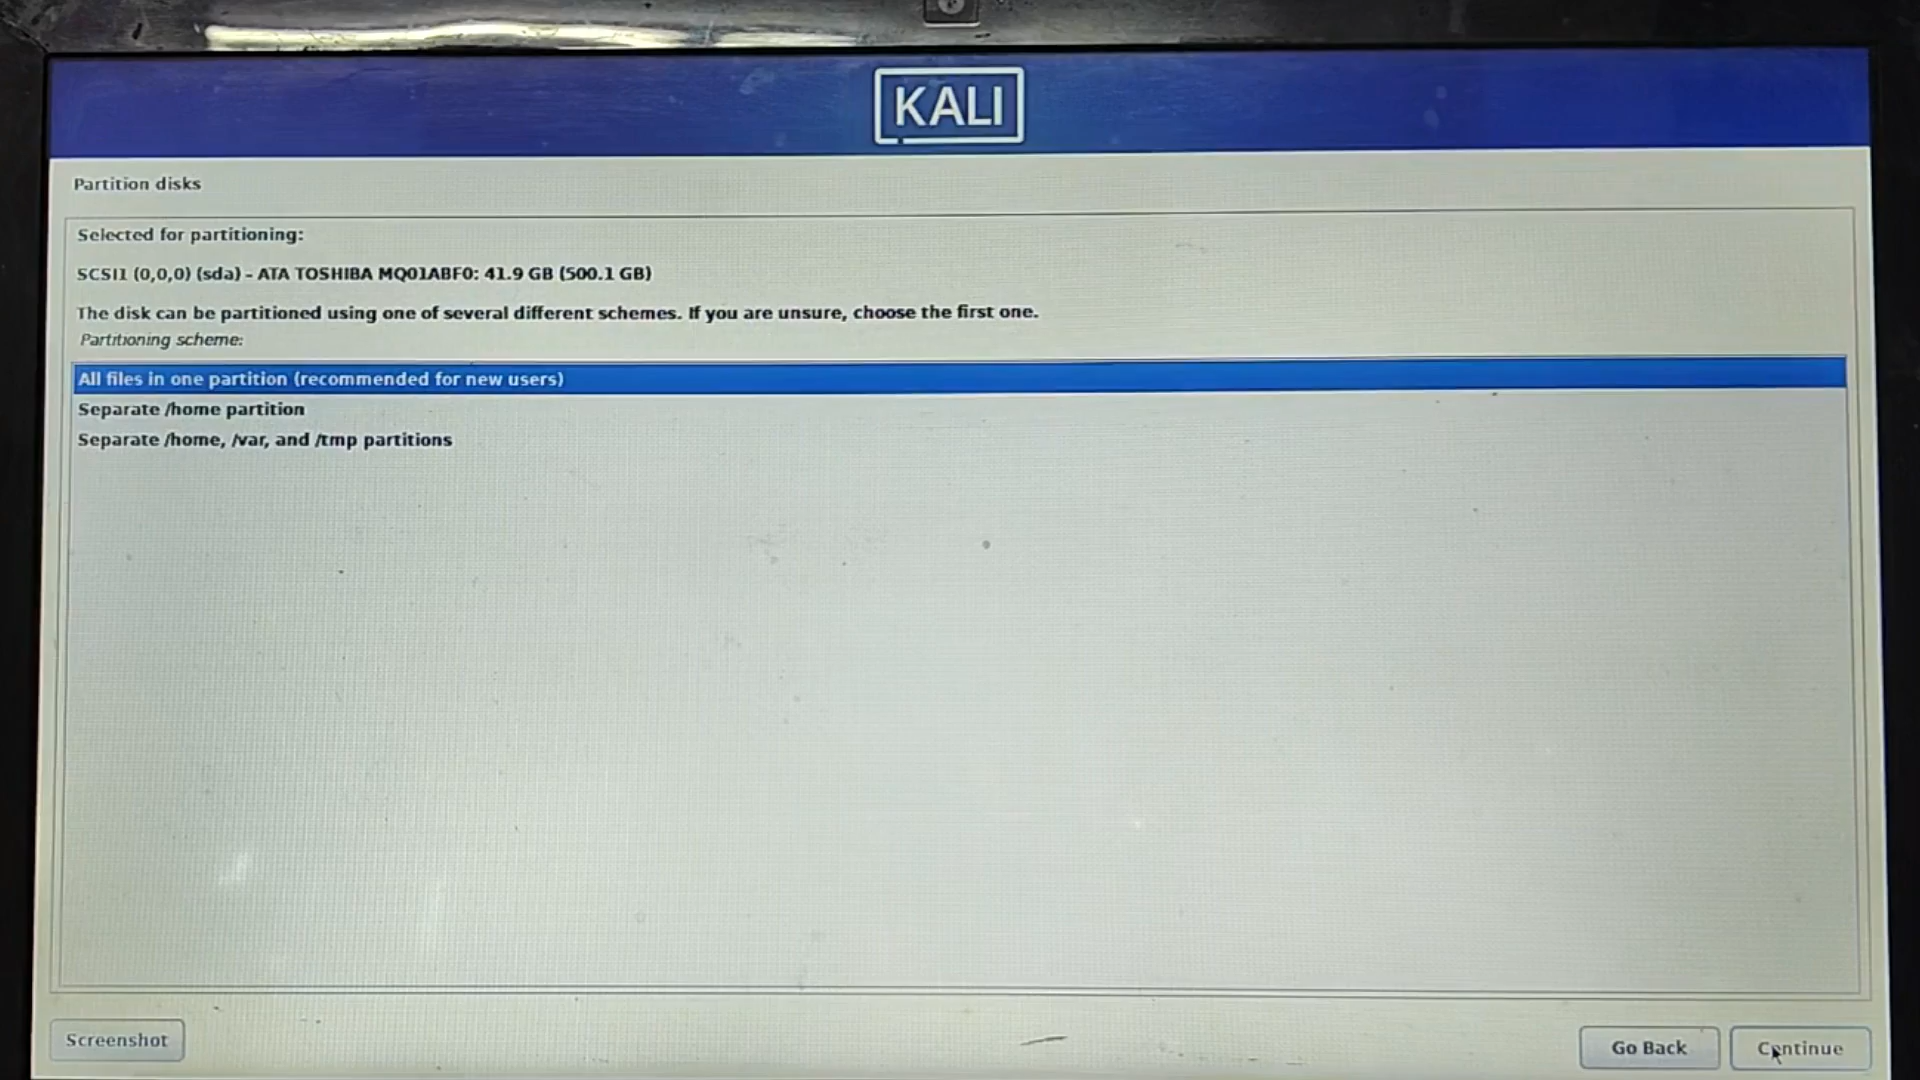 KALI
Partition disks
Selected for partitioning:
SCSI1 (0,0,0) (sda) - ATA TOSHIBA MQ01ABF0: 41.9 GB (500.1 GB)
The disk can be partitioned using one of several different schemes. If you are unsure, choose the first one.
Partitioning scheme:
All files in one partition (recommended for new users)
Separate /home partition
Separate /home, /var, and /tmp partitions
Screenshot
Go Back
Continue